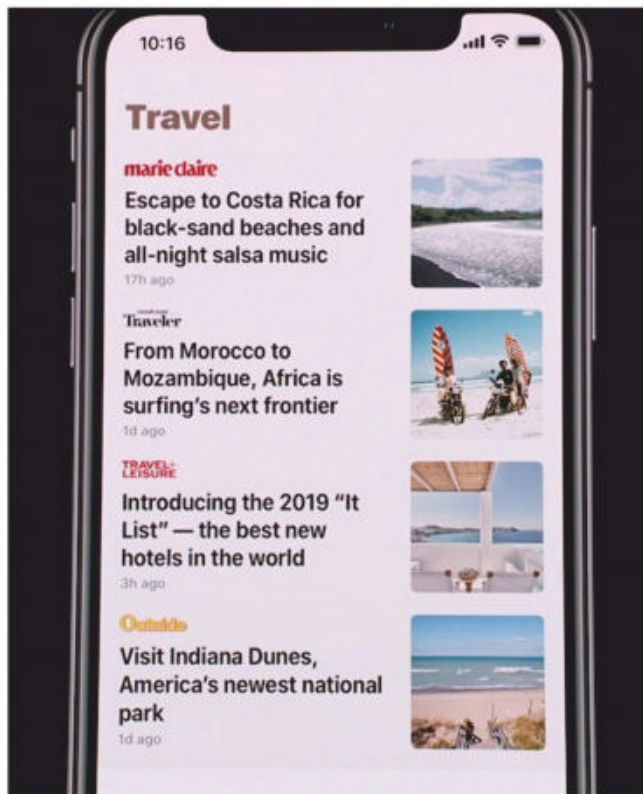 10:16
Travel
marie claire
Escape to Costa Rica for
black-sand beaches and
all-night salsa music
17h ago
Traveler
From Morocco to
Mozambique, Africa is
surfing's next frontier
1d ago
TRAVEL+
LEISURE
Introducing the 2019 "It
List" — the best new
hotels in the world
3h ago
Outside
Visit Indiana Dunes,
America's newest national
park
1d ago